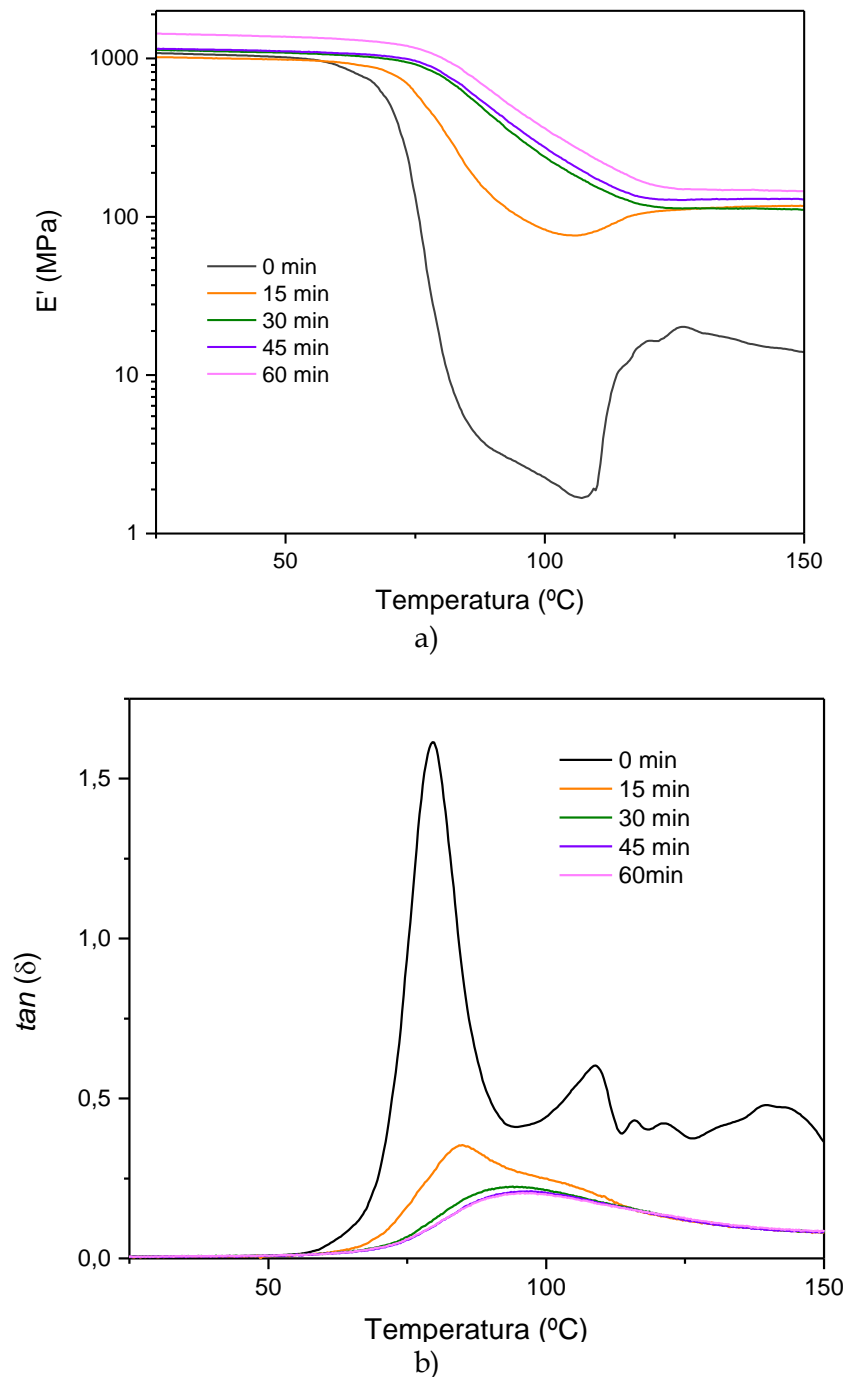 1000
100
10
1
E' (MPa)
0 min
15 min
30 min
45 min
60 min
50
100
150
Temperatura (ºC)
a)
1,5
1,0
0,5
0,0
tan (δ)
0 min
15 min
30 min
45 min
60min
50
100
150
Temperatura (ºC)
b)